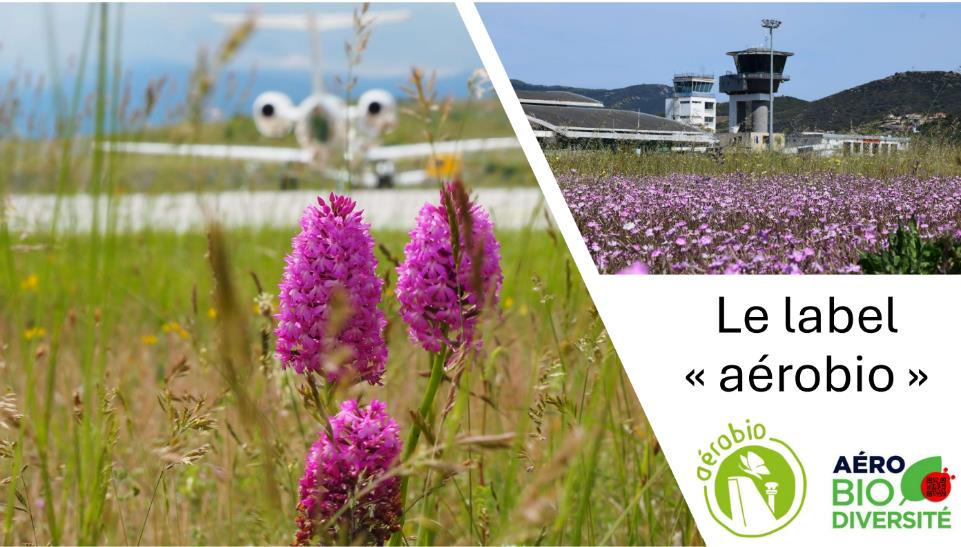 Le label
« aérobio »
aérobio
AÉRO
BIO
DIVERSITÉ